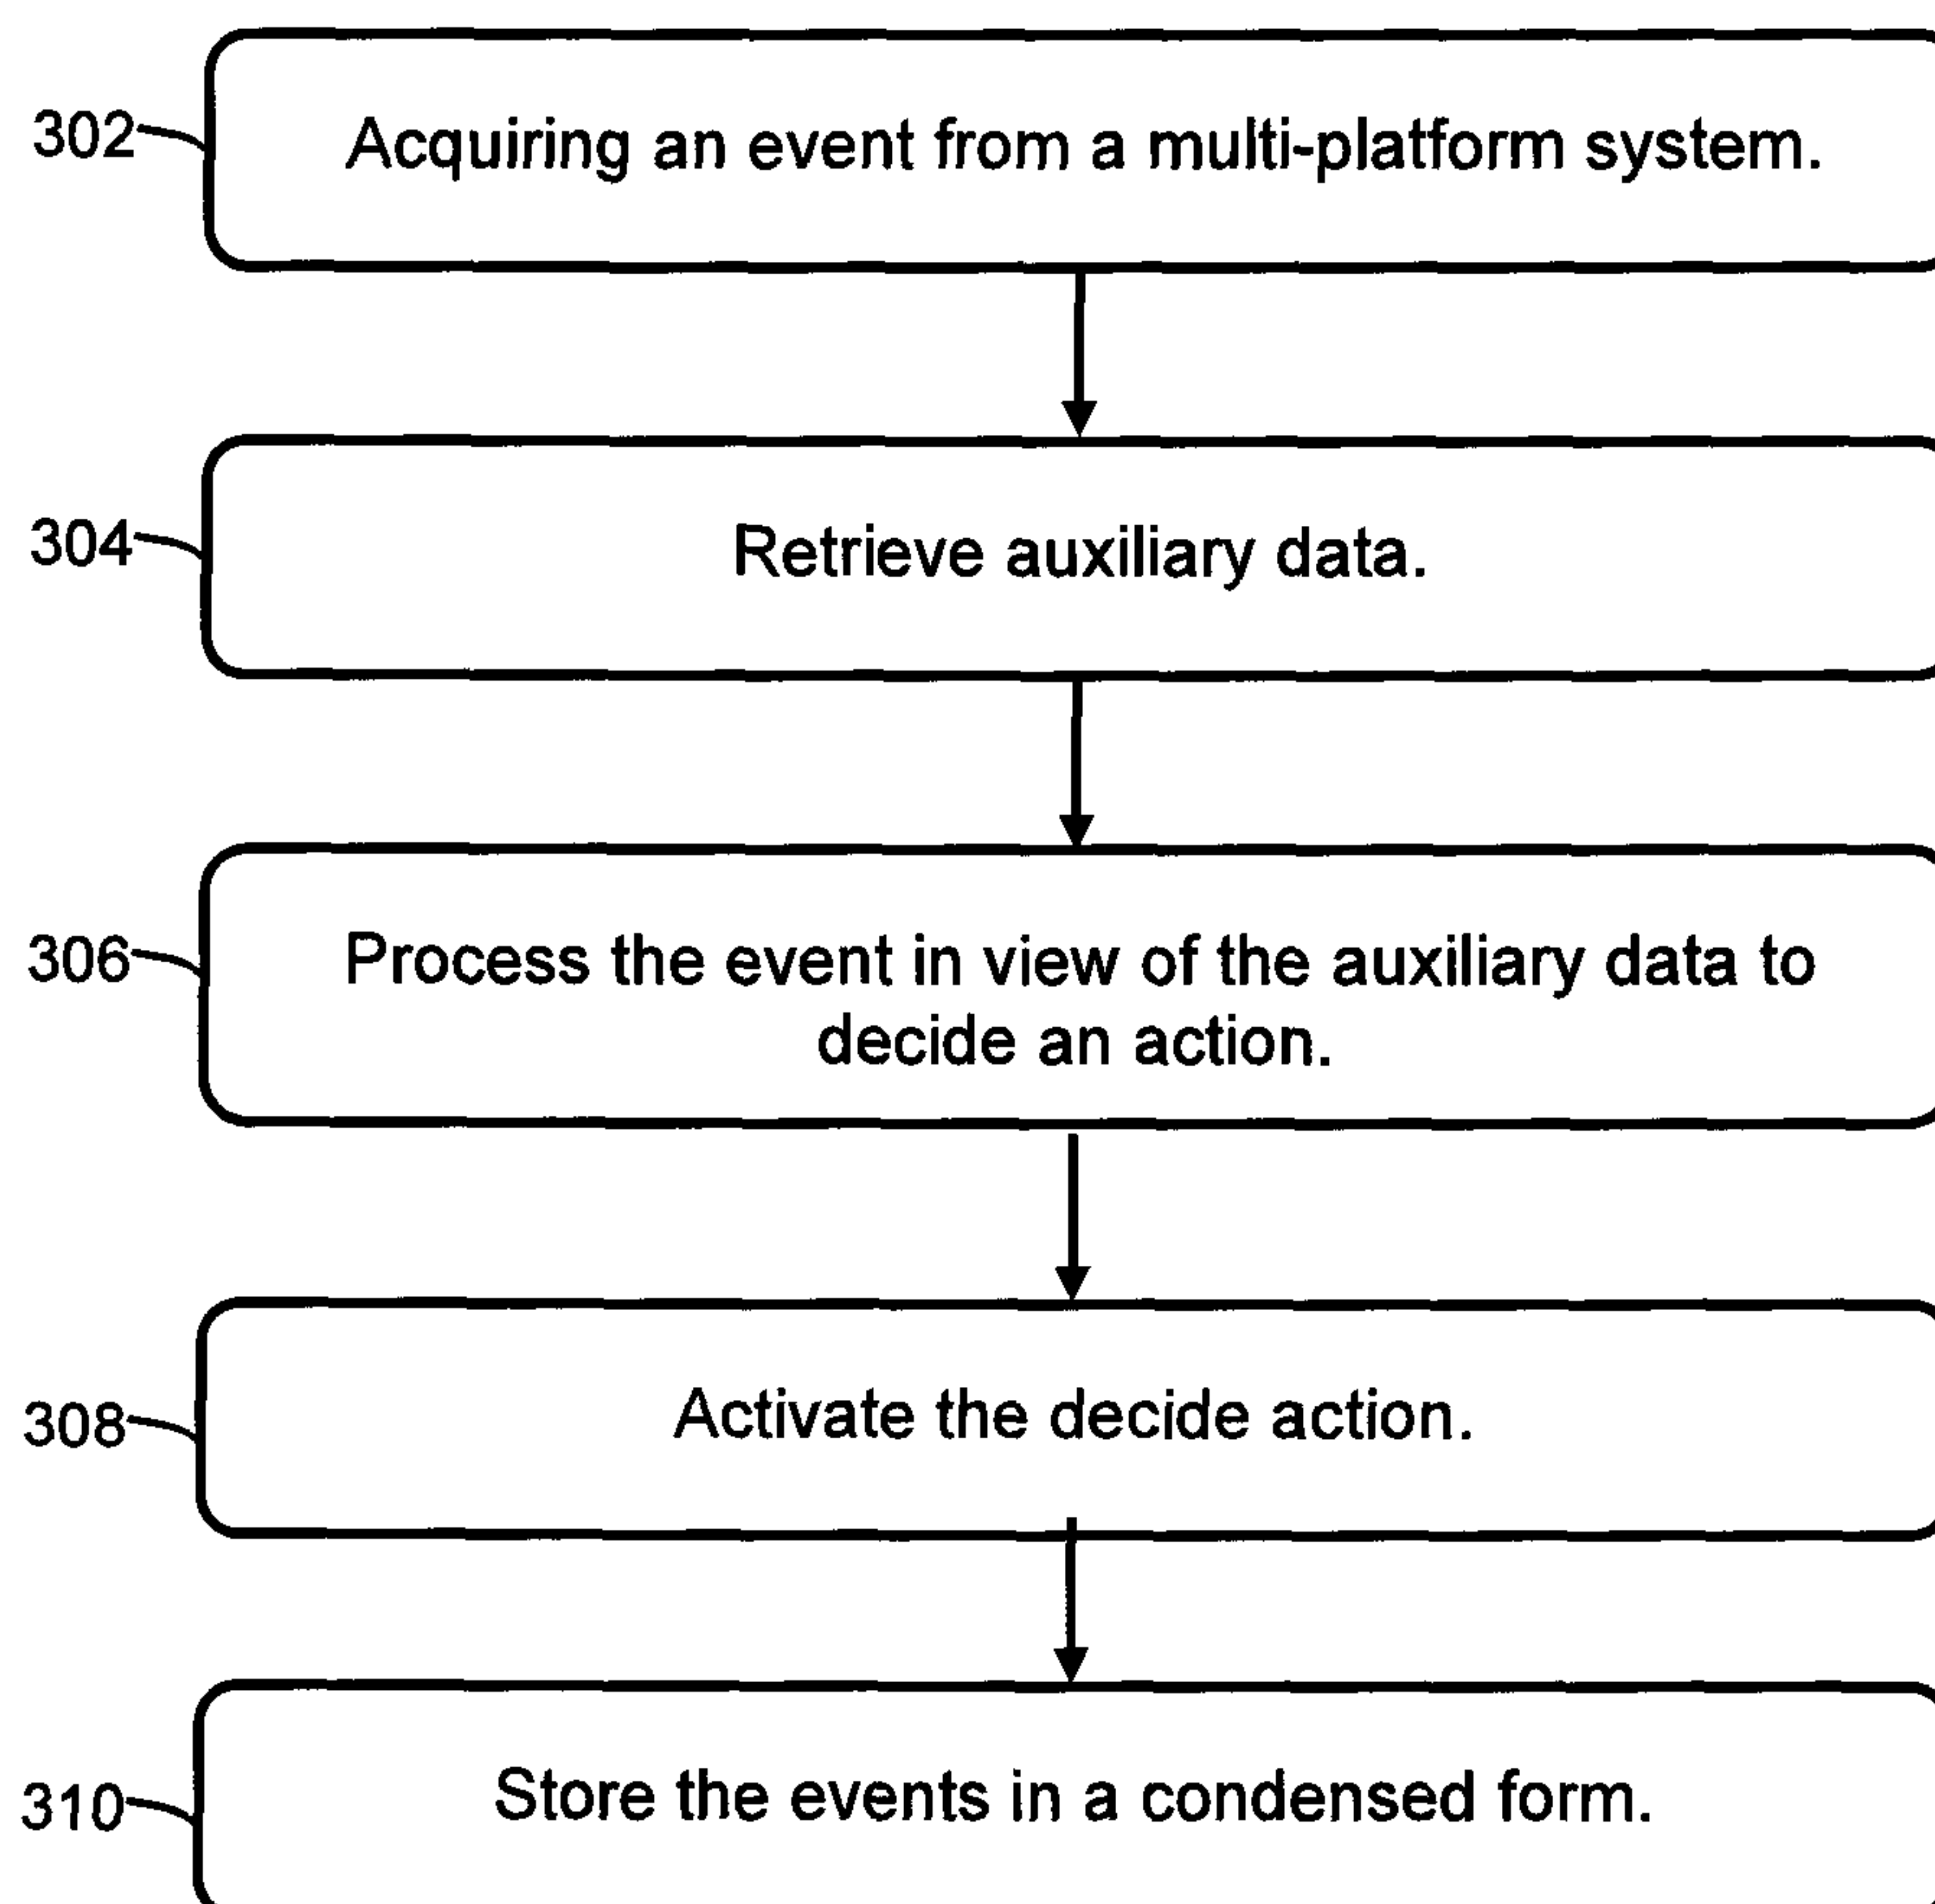 302
Acquiring an event from a multi-platform system.
304
Retrieve auxiliary data.
306
Process the event in view of the auxiliary data to
decide an action.
308
Activate the decide action.
310
Store the events in a condensed form.